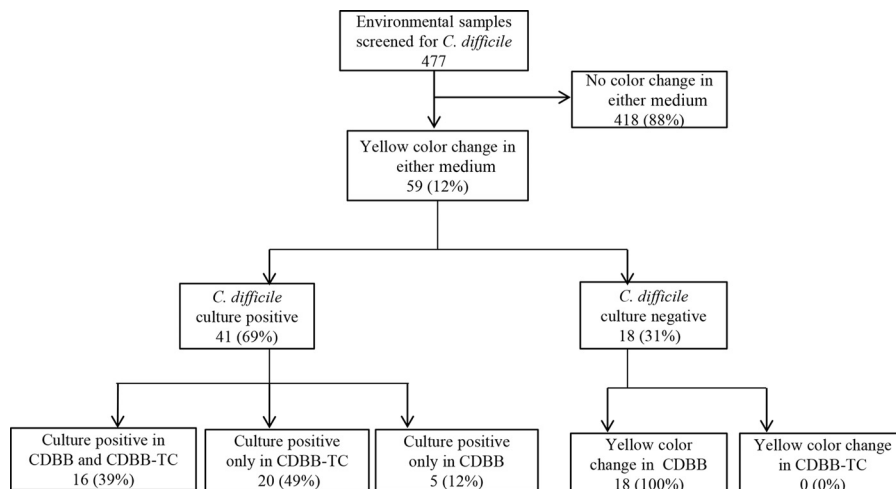 Environmental samples
screened for C. difficile
477
No color change in
either medium
418 (88%)
Yellow color change in
either medium
59 (12%)
C. difficile
culture positive
41 (69%)
C. difficile
culture negative
18 (31%)
Culture positive in
CDBB and CDBB-TC
16 (39%)
Culture positive
only in CDBB-TC
20 (49%)
Culture positive
only in CDBB
5 (12%)
Yellow color
change in CDBB
18 (100%)
Yellow color change
in CDBB-TC
0 (0%)